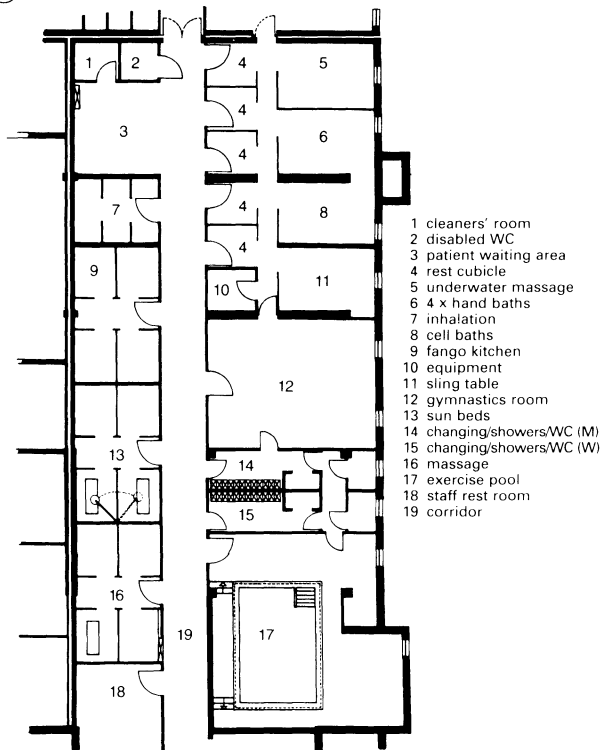 1
2
4
5
3
4
6
4
7
4
8
4
9
10
11
12
13
14
15
16
19
17
18
1 cleaners' room
2 disabled WC
3 patient waiting area
4 rest cubicle
5 underwater massage
6 4 x hand baths
7 inhalation
8 cell baths
9 fango kitchen
10 equipment
11 sling table
12 gymnastics room
13 sun beds
14 changing/showers/WC (M)
15 changing/showers/WC (W)
16 massage
17 exercise pool
18 staff rest room
19 corridor